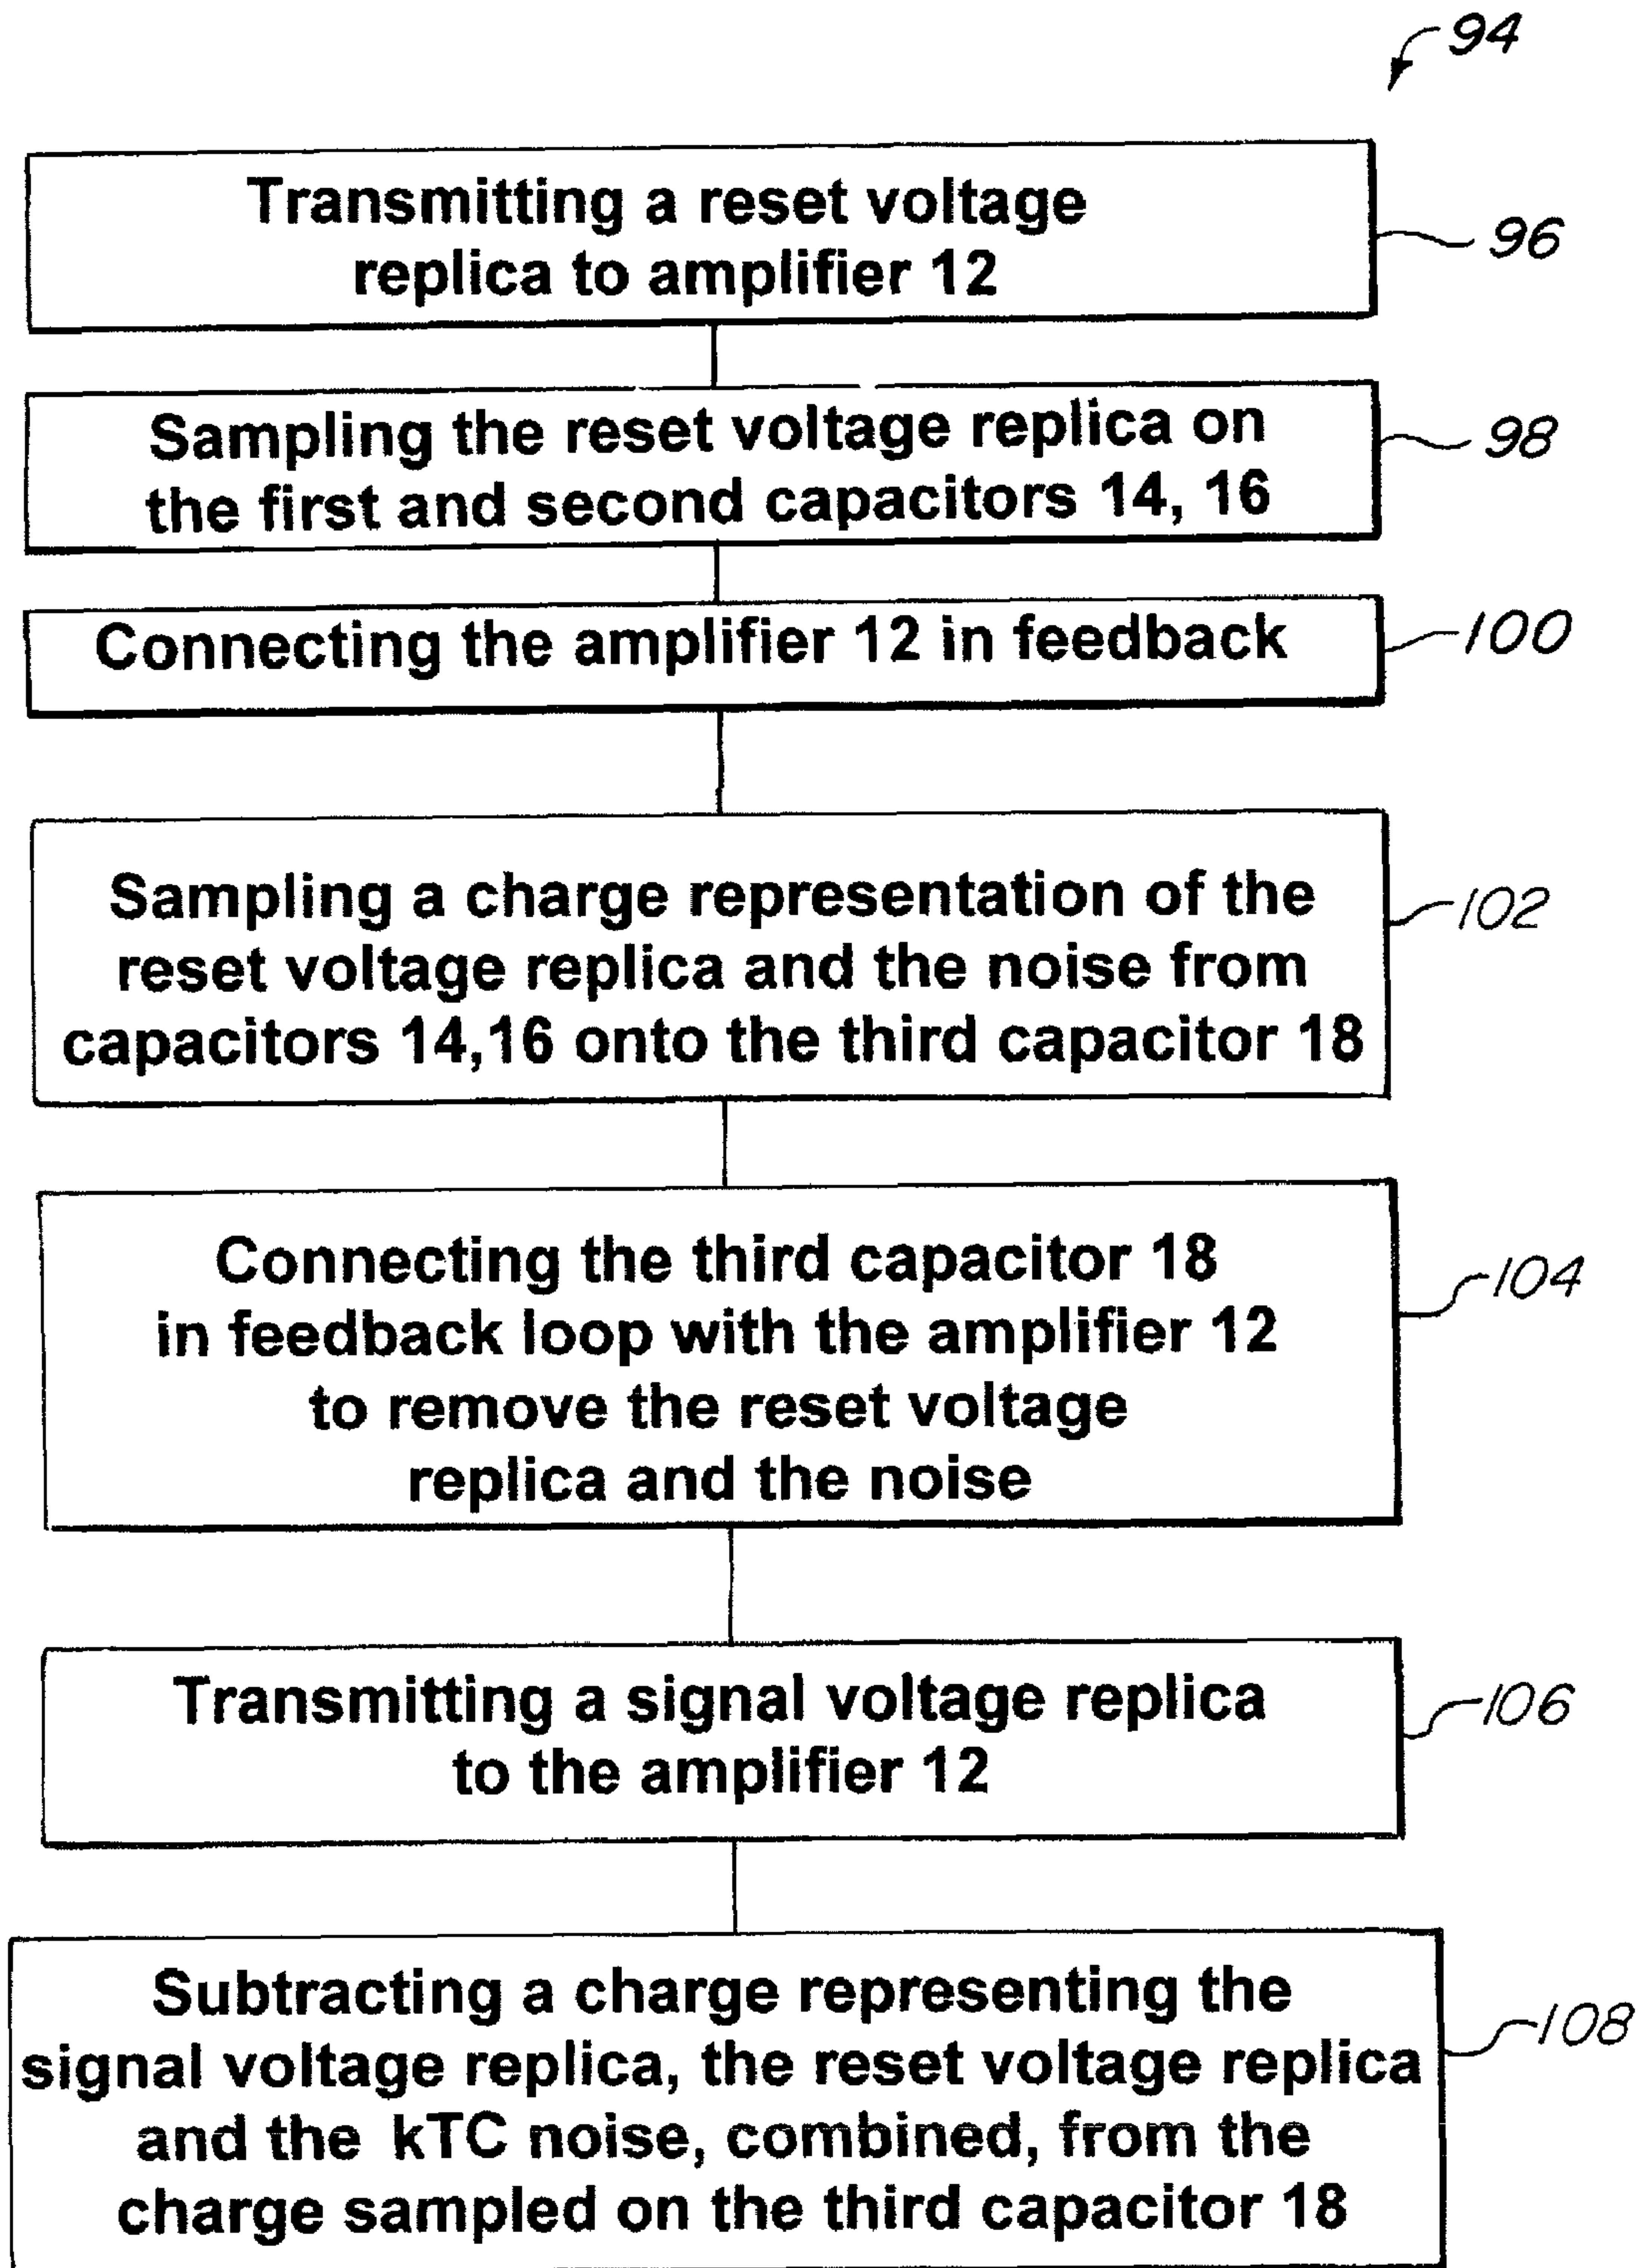 94
Transmitting a reset voltage
replica to amplifier 12
96
Sampling the reset voltage replica on
the first and second capacitors 14, 16
98
Connecting the amplifier 12 in feedback
100
Sampling a charge representation of the
reset voltage replica and the noise from
capacitors 14,16 onto the third capacitor 18
102
Connecting the third capacitor 18
in feedback loop with the amplifier 12
to remove the reset voltage
replica and the noise
104
Transmitting a signal voltage replica
to the amplifier 12
106
Subtracting a charge representing the
signal voltage replica, the reset voltage replica
and the kTC noise, combined, from the
charge sampled on the third capacitor 18
108